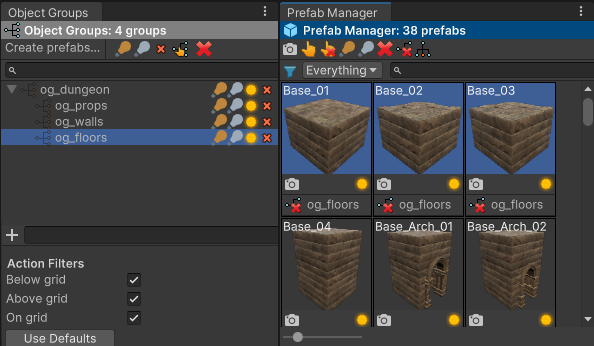 Object Groups
Object Groups: 4 groups
Create prefabs...
og_dungeon
og_props
og_walls
og_floors
Action Filters
Below grid
Above grid
On grid
Use Defaults
Prefab Manager
Prefab Manager: 38 prefabs
Everything
Base_01 Base_02 Base_03
og_floors og_floors og_floors
Base_04 Base_Arch_01 Base_Arch_02